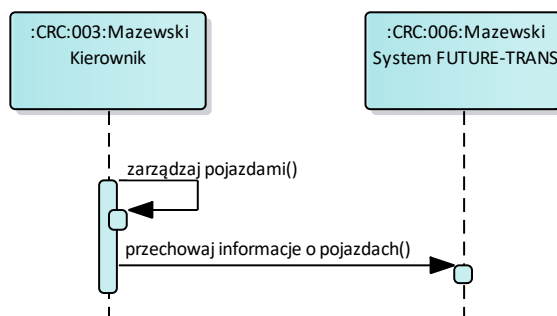 :CRC:003:Mazewski
Kierownik
:CRC:006:Mazewski
System FUTURE-TRANS
zarządzaj pojazdami()
przechowaj informacje o pojazdach()